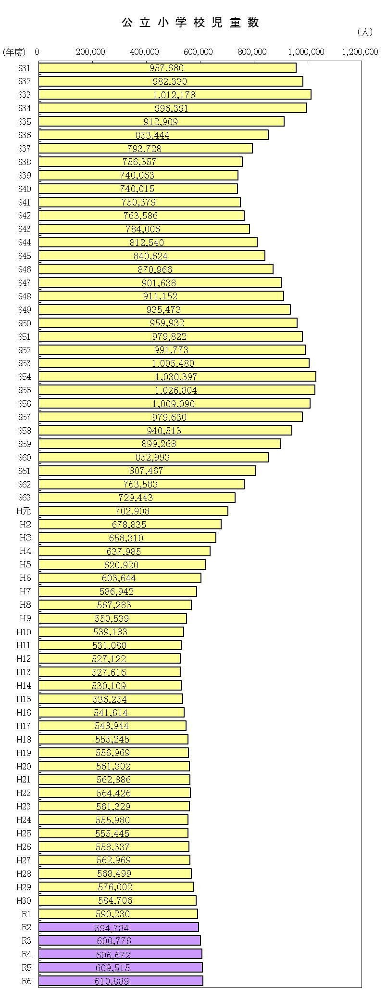 公立小学校児童数
(人)
(年度) 0 200,000 400,000 600,000 800,000 1,000,000 1,200,000
S31 957,680
S32 982,330
S33 1,012,178
S34 996,391
S35 912,909
S36 853,444
S37 793,728
S38 756,357
S39 740,063
S40 740,015
S41 750,379
S42 763,586
S43 784,006
S44 812,540
S45 840,624
S46 870,966
S47 901,638
S48 911,152
S49 935,473
S50 959,932
S51 979,822
S52 991,773
S53 1,005,480
S54 1,030,397
S55 1,026,804
S56 1,009,090
S57 979,630
S58 940,513
S59 899,268
S60 852,993
S61 807,467
S62 763,583
S63 729,443
H元 702,908
H2 678,835
H3 658,310
H4 637,985
H5 620,920
H6 603,644
H7 586,942
H8 567,283
H9 550,539
H10 539,183
H11 531,088
H12 527,122
H13 527,616
H14 530,109
H15 536,254
H16 541,614
H17 548,944
H18 555,245
H19 556,969
H20 561,302
H21 562,886
H22 564,426
H23 561,329
H24 555,980
H25 555,445
H26 558,337
H27 562,969
H28 568,499
H29 576,002
H30 584,706
R1 590,230
R2 594,784
R3 600,776
R4 606,672
R5 609,515
R6 610,889